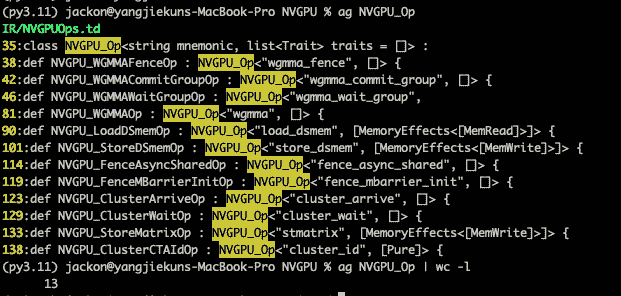 (py3.11) jackon@yangjiekuns-MacBook-Pro NVGPU % ag NVGPU_Op
IR/NVGPUOps.td
35:class NVGPU_Op<string mnemonic, list<Trait> traits = []> :
38:def NVGPU_WGMMAFenceOp : NVGPU_Op<"wgmma_fence", []> {
42:def NVGPU_WGMMACommitGroupOp : NVGPU_Op<"wgmma_commit_group", []> {
46:def NVGPU_WGMMAWaitGroupOp : NVGPU_Op<"wgmma_wait_group",
81:def NVGPU_WGMMAOp : NVGPU_Op<"wgmma", []> {
90:def NVGPU_LoadDSmemOp : NVGPU_Op<"load_dsmem", [MemoryEffects<[MemRead]>]> {
101:def NVGPU_StoreDSmemOp : NVGPU_Op<"store_dsmem", [MemoryEffects<[MemWrite]>]> {
114:def NVGPU_FenceAsyncSharedOp : NVGPU_Op<"fence_async_shared", []> {
119:def NVGPU_FenceMBarrierInitOp : NVGPU_Op<"fence_mbarrier_init", []> {
123:def NVGPU_ClusterArriveOp : NVGPU_Op<"cluster_arrive", []> {
129:def NVGPU_ClusterWaitOp : NVGPU_Op<"cluster_wait", []> {
133:def NVGPU_StoreMatrixOp : NVGPU_Op<"stmatrix", [MemoryEffects<[MemWrite]>]> {
138:def NVGPU_ClusterCTAIdOp : NVGPU_Op<"cluster_id", [Pure]> {
(py3.11) jackon@yangjiekuns-MacBook-Pro NVGPU % ag NVGPU_Op | wc -l
13